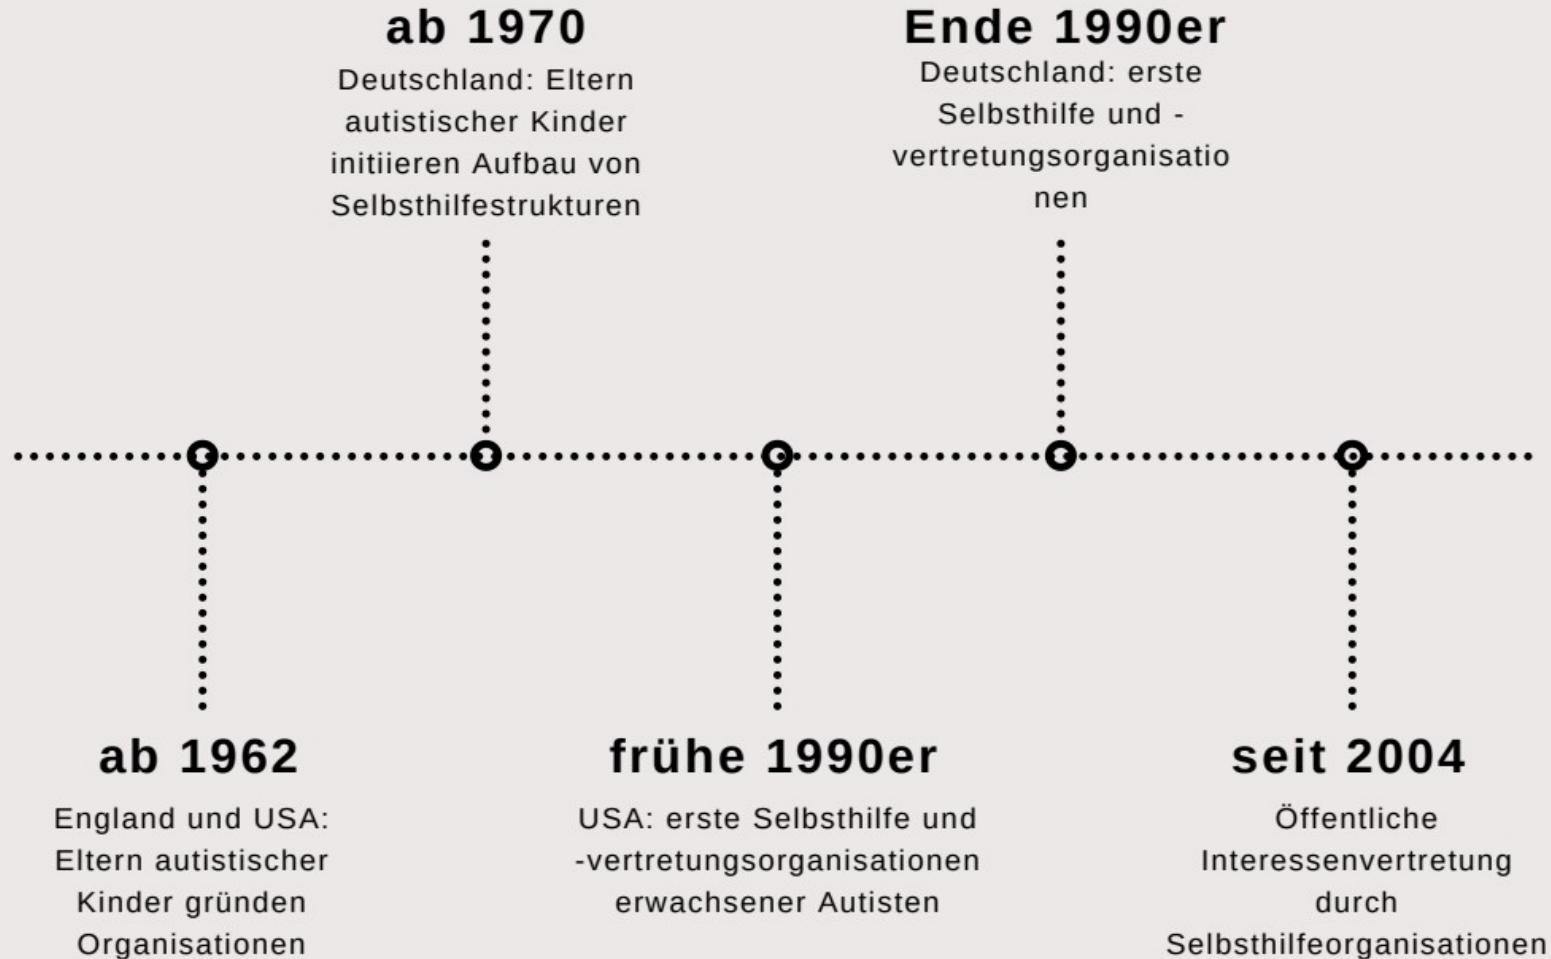 ab 1970
Deutschland: Eltern
autistischer Kinder
initiieren Aufbau von
Selbsthilfestrukturen
Ende 1990er
Deutschland: erste
Selbsthilfe und -
vertretungsorganisatio
nen
ab 1962
England und USA:
Eltern autistischer
Kinder gründen
Organisationen
frühe 1990er
USA: erste Selbsthilfe und
-vertretungsorganisationen
erwachsener Autisten
seit 2004
Öffentliche
Interessenvertretung
durch
Selbsthilfeorganisationen